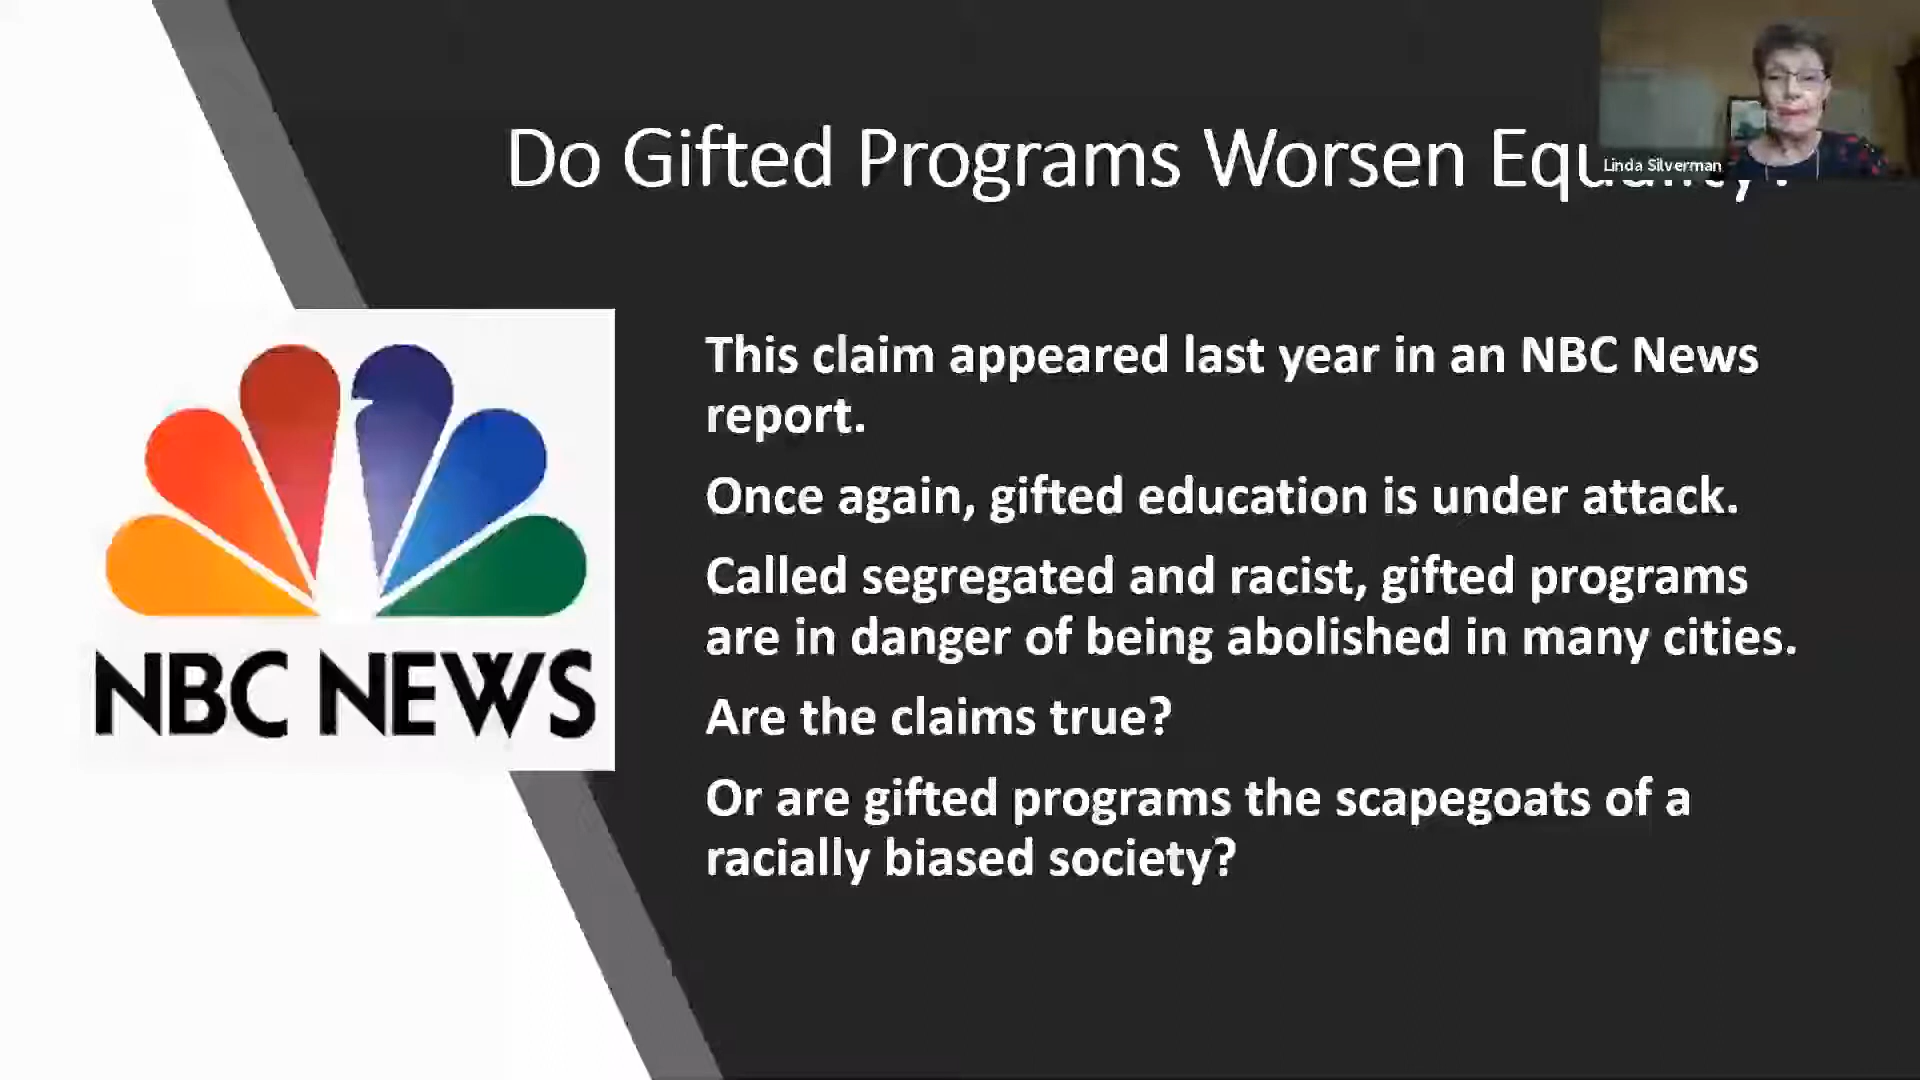 Do Gifted Programs Worsen
Linda Silverman
This claim appeared last year in an NBC News
report.
Once again, gifted education is under attack.
Called segregated and racist, gifted programs
are in danger of being abolished in many cities.
Are the claims true?
Or are gifted programs the scapegoats of a
racially biased society?
NBC NEWS